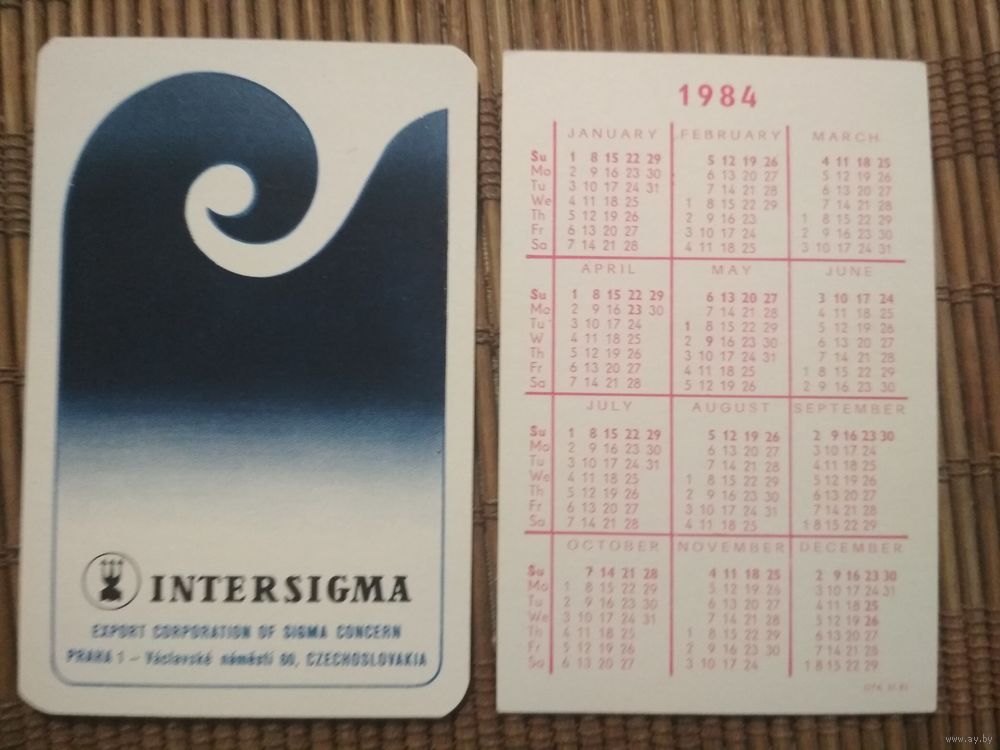 INTERSIGMA
EXPORT CORPORATION OF SIGMA CONCERN
PRAHA 1 – Václavské náměstí 60, CZECHOSLOVAKIA
1984
JANUARY FEBRUARY MARCH
Su 1 8 15 22 29 5 12 19 26 4 11 18 25
Mo 2 9 16 23 30 6 13 20 27 5 12 19 26
Tu 3 10 17 24 31 7 14 21 28 6 13 20 27
We 4 11 18 25 1 8 15 22 29 7 14 21 28
Th 5 12 19 26 2 9 16 23 1 8 15 22 29
Fr 6 13 20 27 3 10 17 24 2 9 16 23 30
Sa 7 14 21 28 4 11 18 25 3 10 17 24 31
APRIL MAY JUNE
Su 1 8 15 22 29 6 13 20 27 3 10 17 24
Mo 2 9 16 23 30 7 14 21 28 4 11 18 25
Tu 3 10 17 24 1 8 15 22 29 5 12 19 26
W 4 11 18 25 2 9 16 23 30 6 13 20 27
Th 5 12 19 26 3 10 17 24 31 7 14 21 28
Fr 6 13 20 27 4 11 18 25 1 8 15 22 29
Sa 7 14 21 28 5 12 19 26 2 9 16 23 30
JULY AUGUST SEPTEMBER
Su 1 8 15 22 29 5 12 19 26 2 9 16 23 30
Mo 2 9 16 23 30 6 13 20 27 3 10 17 24
Tu 3 10 17 24 31 7 14 21 28 4 11 18 25
We 4 11 18 25 1 8 15 22 29 5 12 19 26
Th 5 12 19 26 2 9 16 23 30 6 13 20 27
Fr 6 13 20 27 3 10 17 24 31 7 14 21 28
Sa 7 14 21 28 4 11 18 25 1 8 15 22 29
OCTOBER NOVEMBER DECEMBER
Su 7 14 21 28 4 11 18 25 2 9 16 23 30
Mo 1 8 15 22 29 5 12 19 26 3 10 17 24 31
Tu 2 9 16 23 30 6 13 20 27 4 11 18 25
We 3 10 17 24 31 7 14 21 28 5 12 19 26
Th 4 11 18 25 1 8 15 22 29 6 13 20 27
Fr 5 12 19 26 2 9 16 23 30 7 14 21 28
Sa 6 13 20 27 3 10 17 24 1 8 15 22 29
www.ay.by